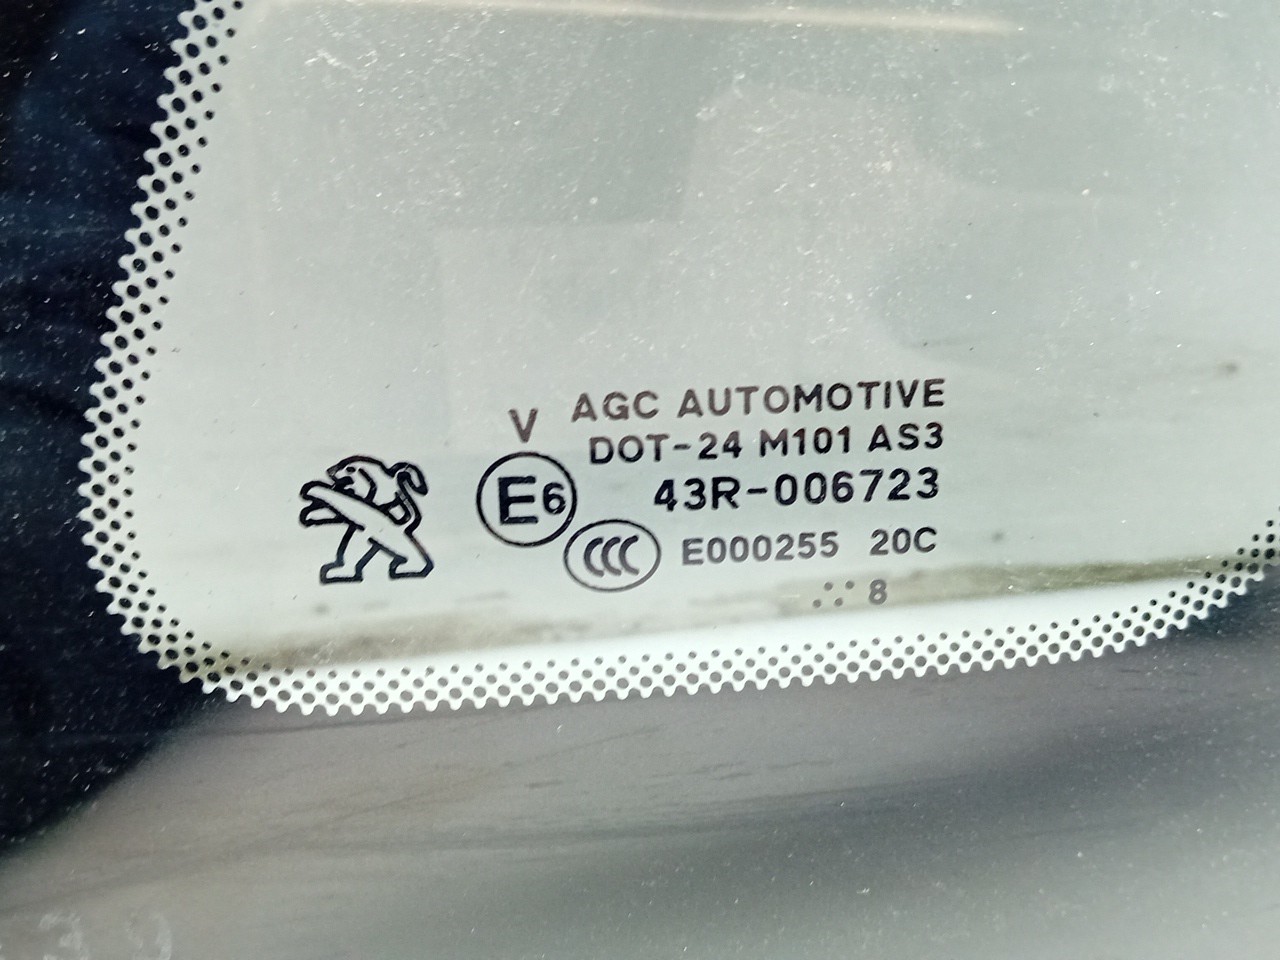 V AGC AUTOMOTIVE
DOT-24 M101 AS3
E6 43R-006723
CCC E000255 20C
∴ 8